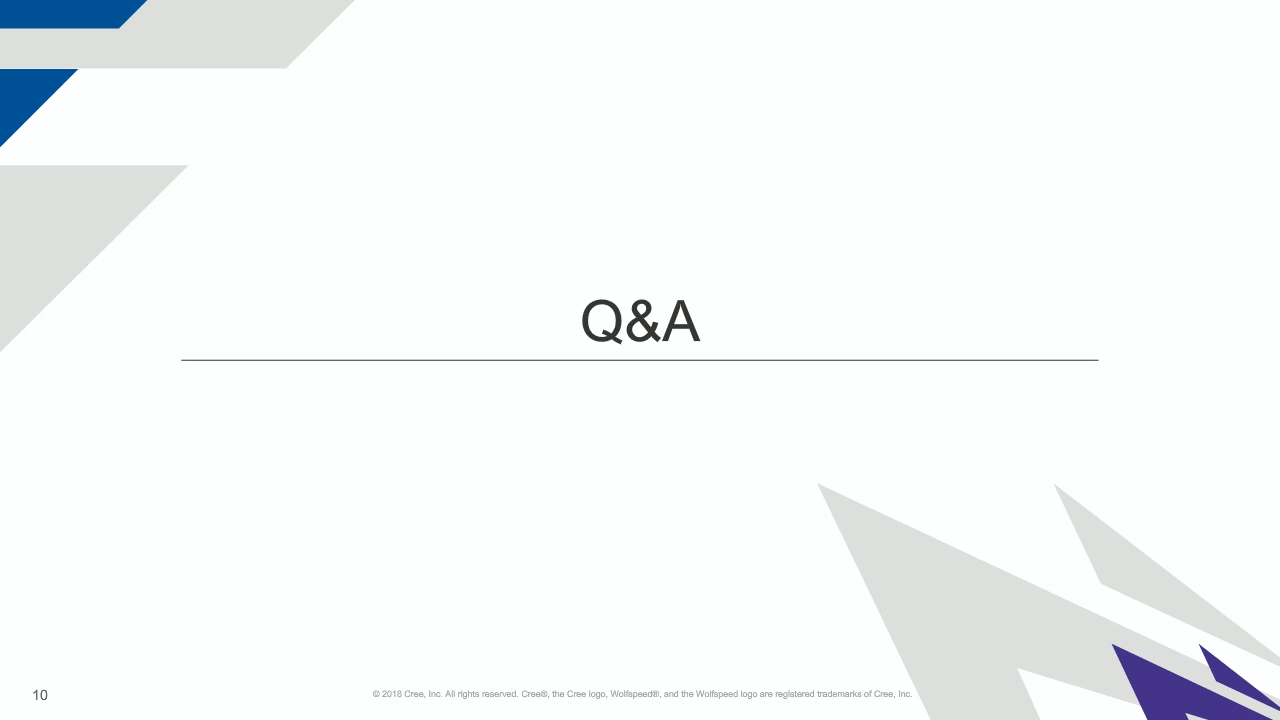 Q&A
10
© 2018 Cree, Inc. All rights reserved. Cree®, the Cree logo, Wolfspeed®, and the Wolfspeed logo are registered trademarks of Cree, Inc.